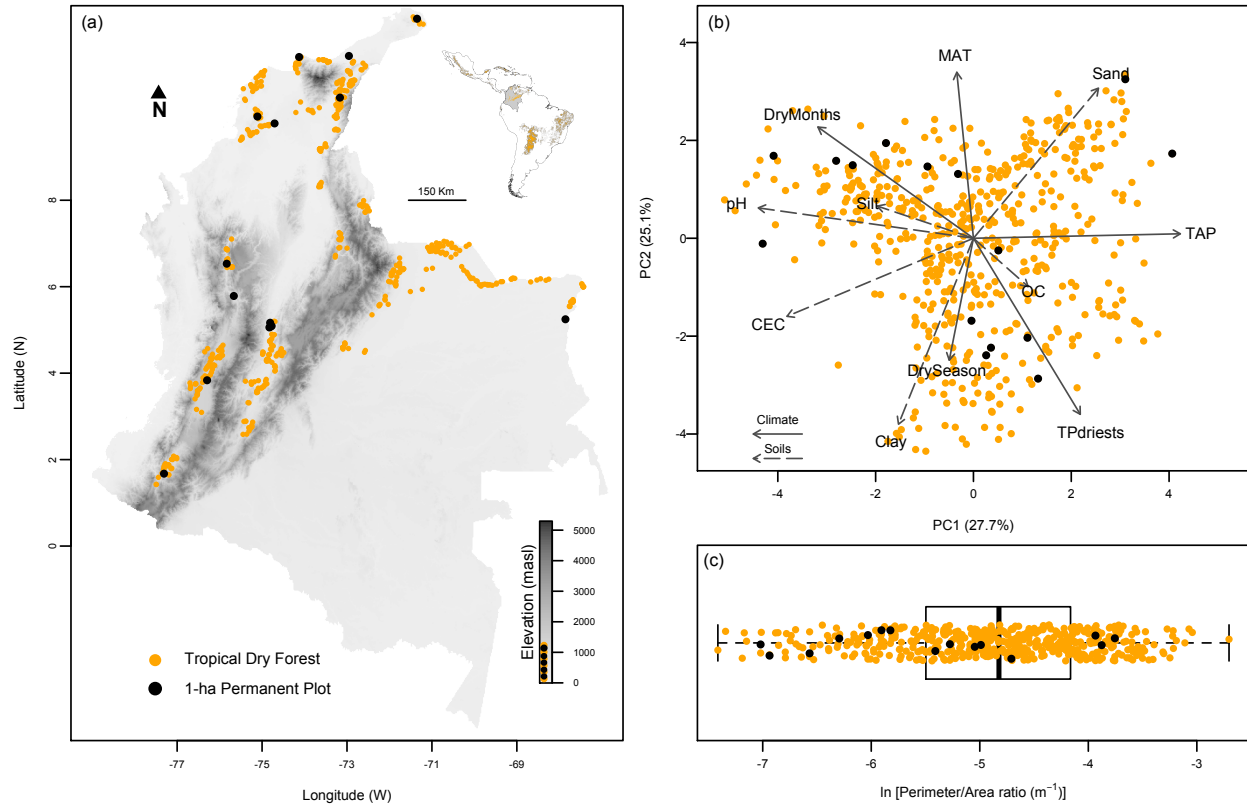 (a)
N
150 Km
Latitude (N)
8
6
4
2
0
Elevation (masl)
5000
4000
3000
2000
1000
0
Tropical Dry Forest
1-ha Permanent Plot
-77
-75
-73
-71
-69
Longitude (W)
(b)
PC2 (25.1%)
4
2
0
-2
-4
MAT
Sand
DryMonths
pH
Silt
TAP
OC
CEC
DrySeason
Clay
TPdriests
Climate
Soils
-4
-2
0
2
4
PC1 (27.7%)
(c)
-7
-6
-5
-4
-3
ln [Perimeter/Area ratio (m⁻¹)]